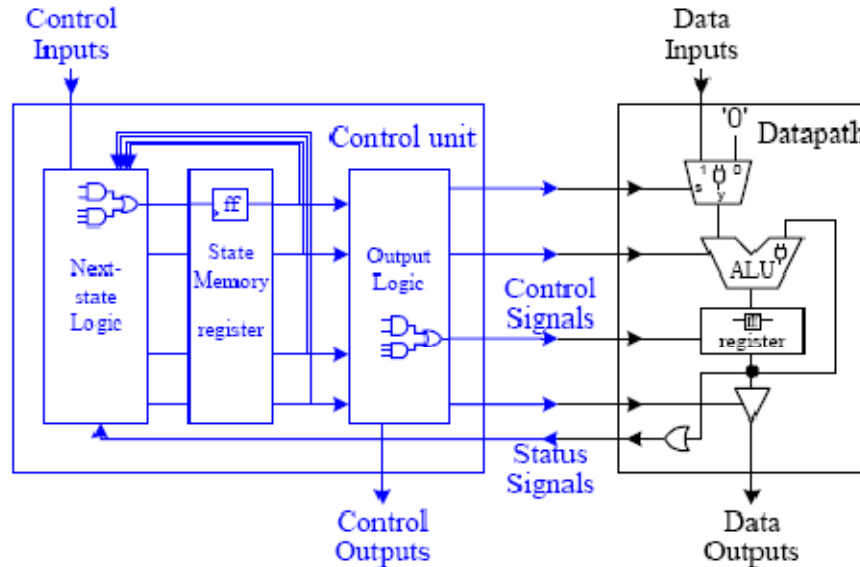 Control
Inputs
Data
Inputs
Control unit
'0'
Datapath
1
0
s
y
ff
Next-
state
Logic
State
Memory
register
Output
Logic
ALU
Control
Signals
register
Status
Signals
Control
Outputs
Data
Outputs